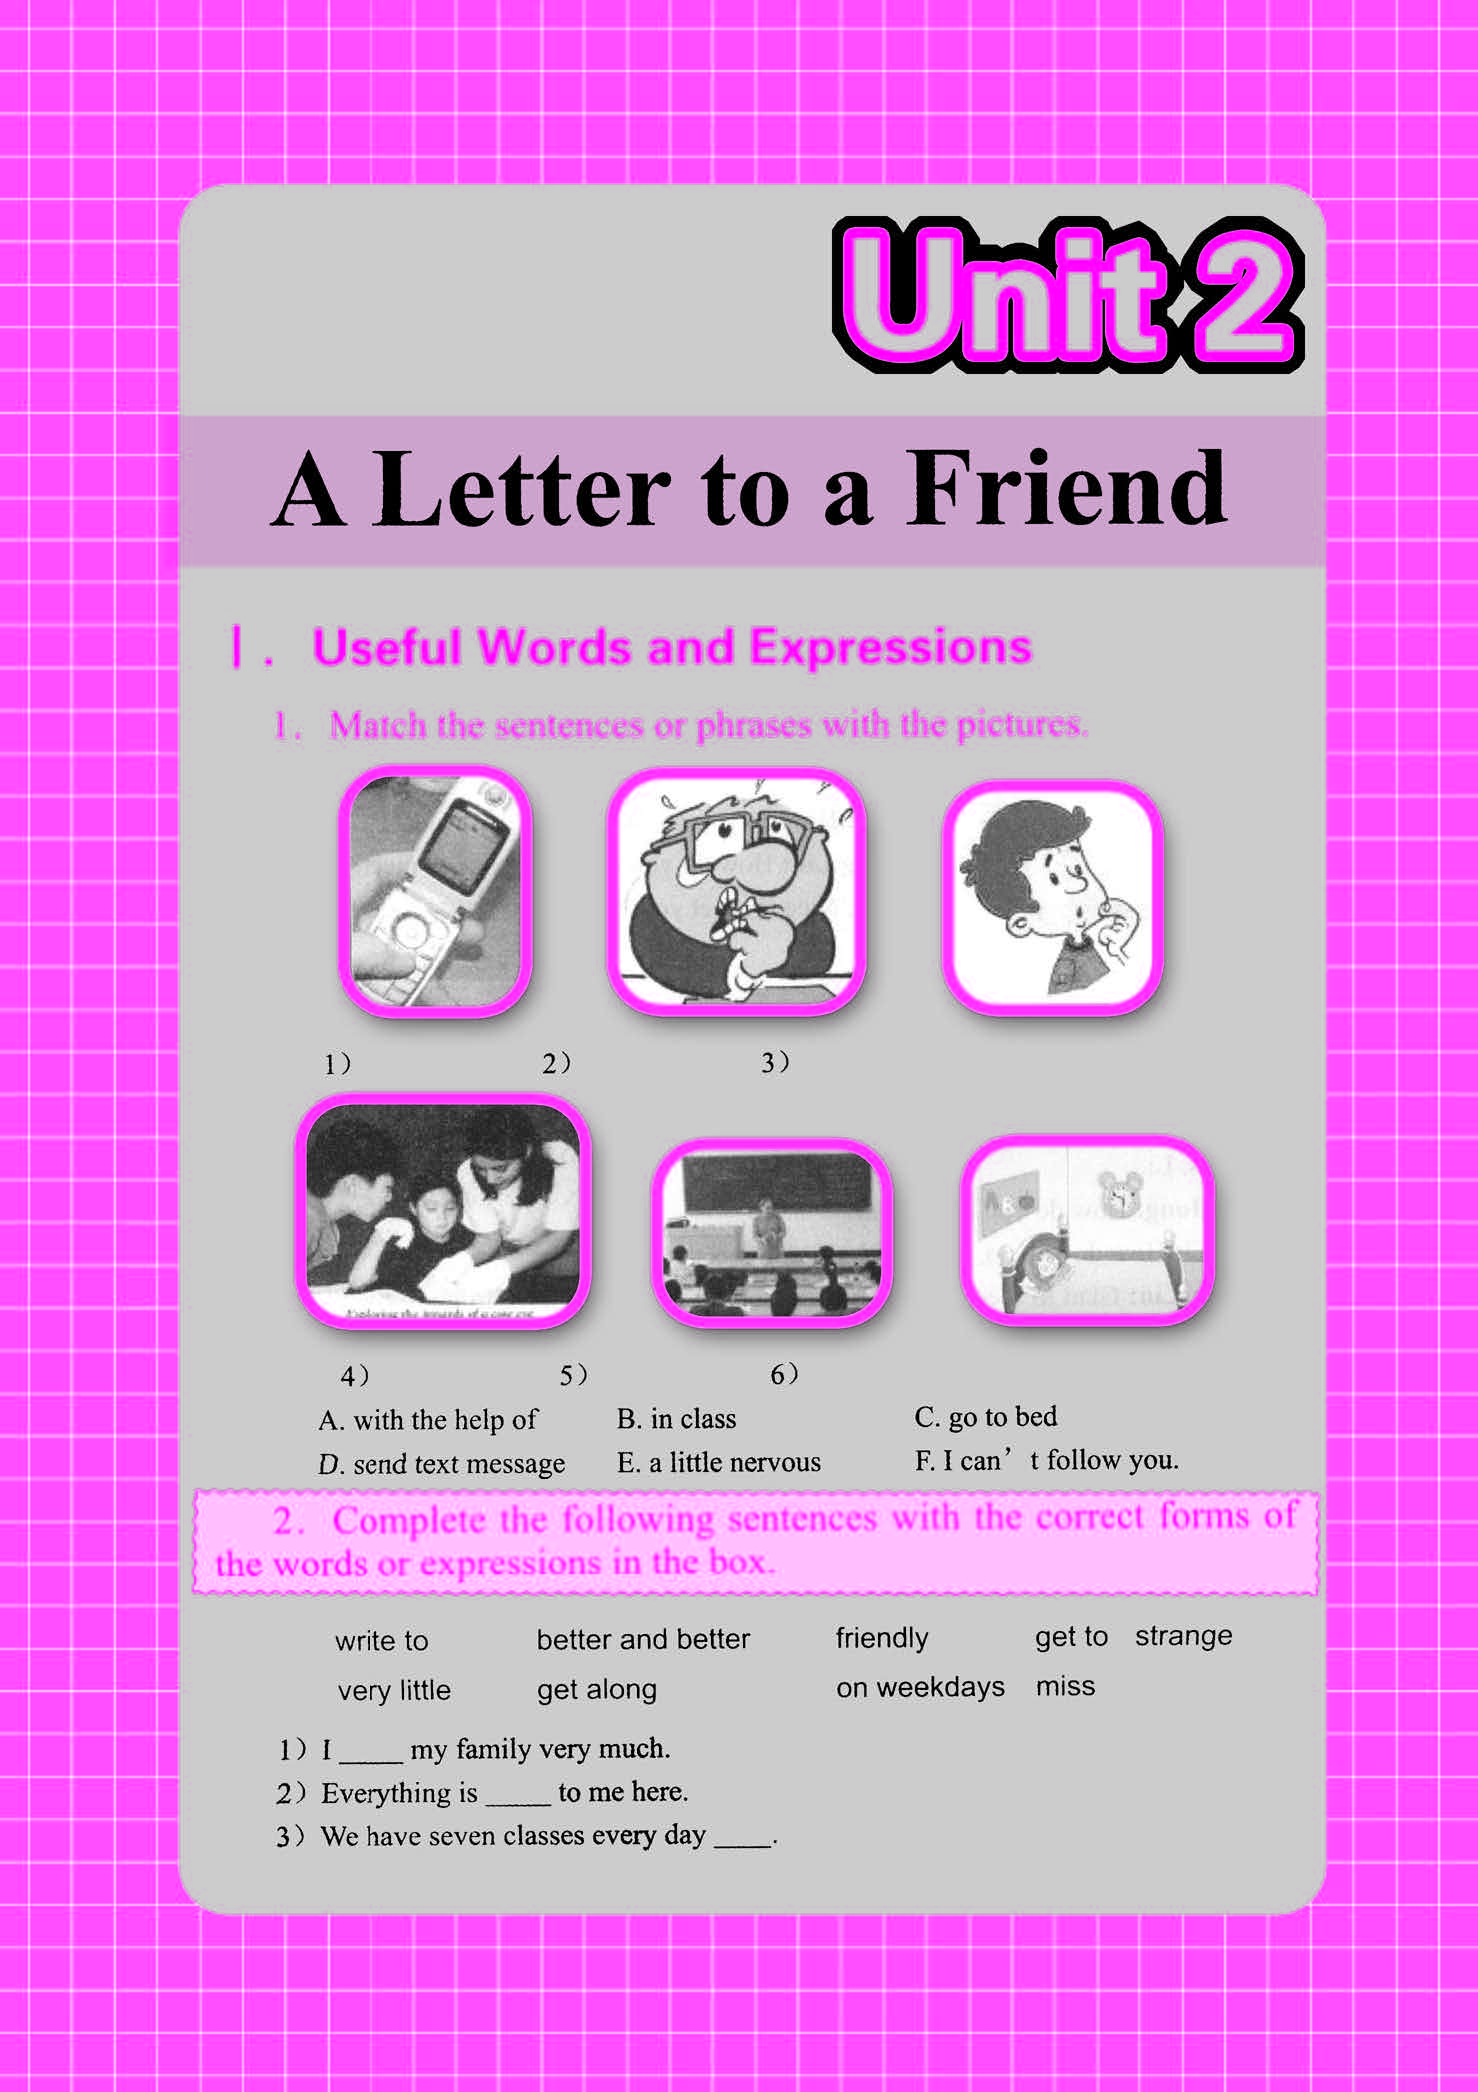 Unit 2
A Letter to a Friend
Ⅰ. Useful Words and Expressions
1. Match the sentences or phrases with the pictures.
1) 2) 3)
4) 5) 6)
A. with the help of B. in class C. go to bed
D. send text message E. a little nervous F. I can't follow you.
2. Complete the following sentences with the correct forms of
the words or expressions in the box.
write to better and better friendly get to strange
very little get along on weekdays miss
1) I ____ my family very much.
2) Everything is ____ to me here.
3) We have seven classes every day ____.